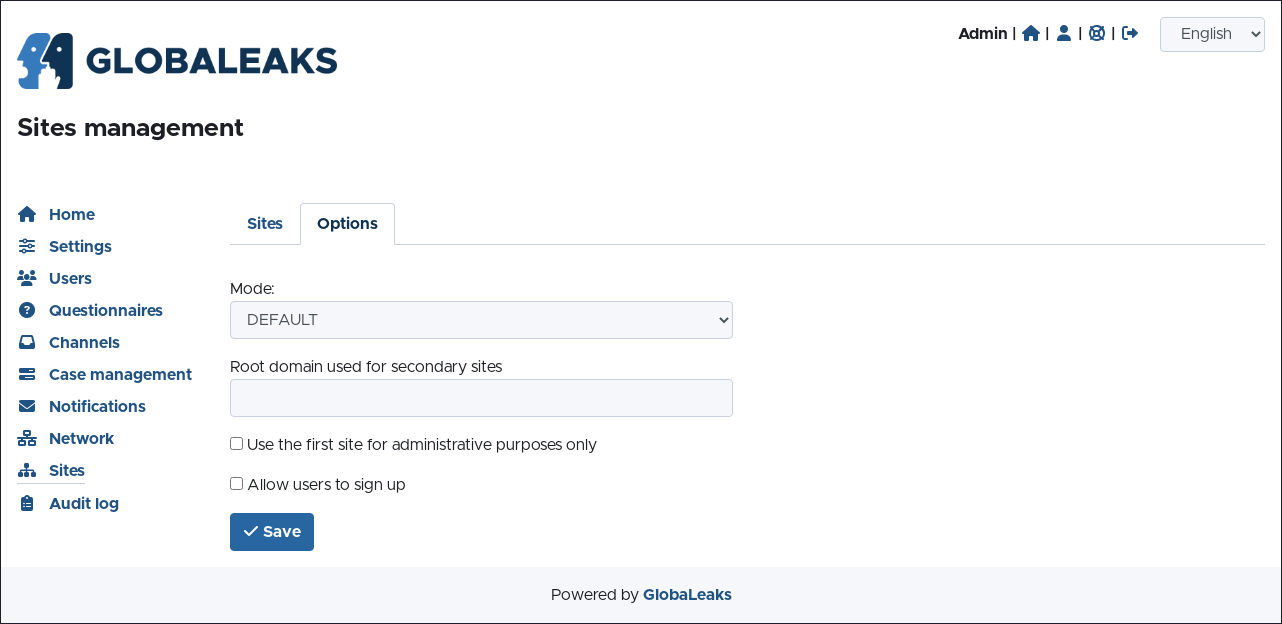 Admin | | | |
English
GLOBALEAKS
Sites management
Home
Settings
Users
Questionnaires
Channels
Case management
Notifications
Network
Sites
Audit log
Sites
Options
Mode:
DEFAULT
Root domain used for secondary sites
Use the first site for administrative purposes only
Allow users to sign up
Save
Powered by GlobaLeaks